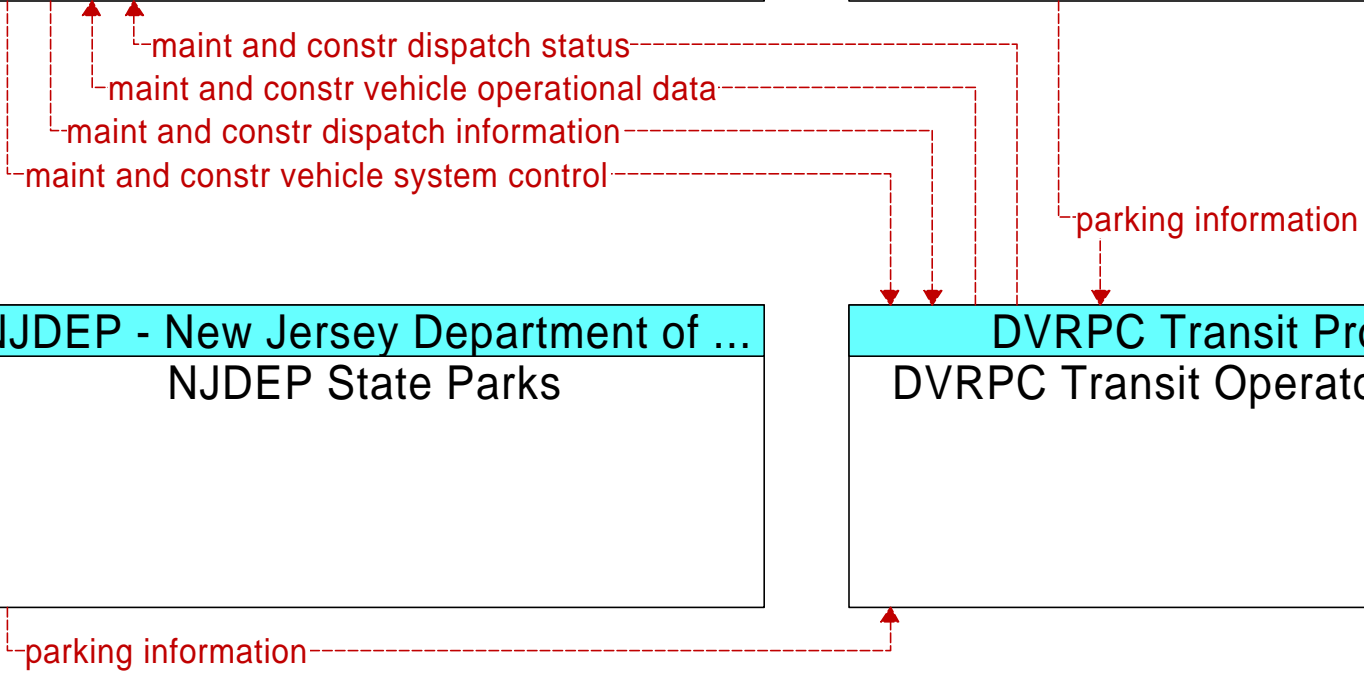 maint and constr dispatch status
maint and constr vehicle operational data
maint and constr dispatch information
maint and constr vehicle system control
parking information
NJDEP - New Jersey Department of ...
NJDEP State Parks
DVRPC Transit
DVRPC Transit
parking information